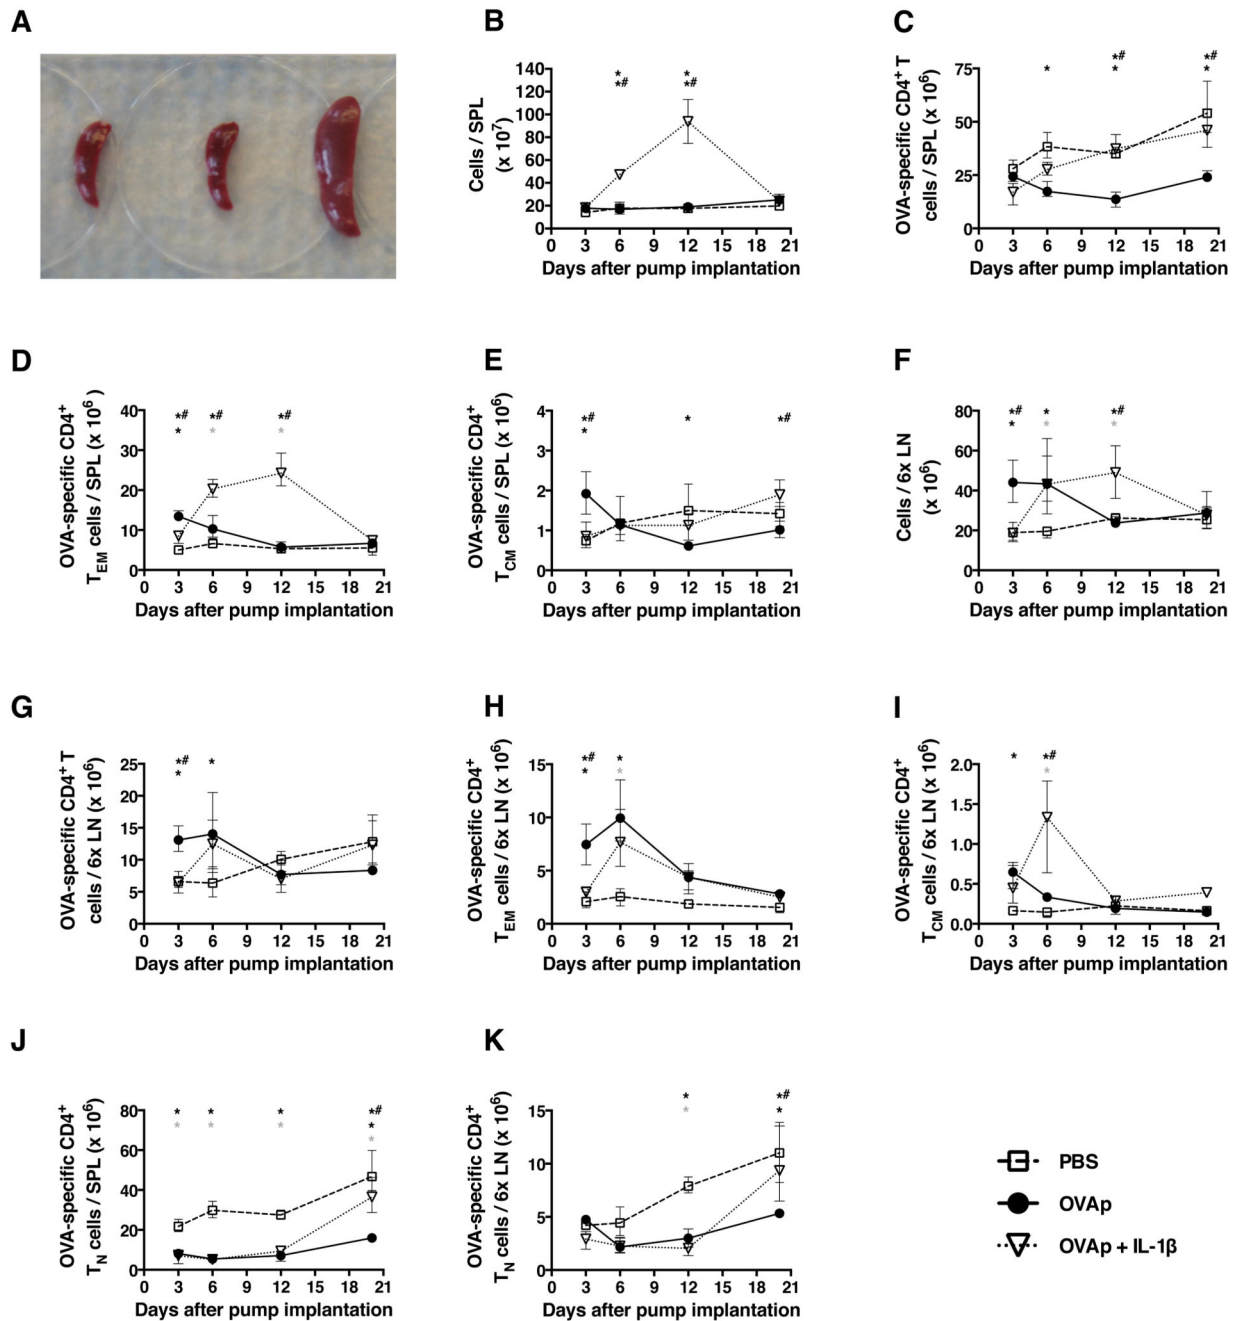 A
B
140
120
100
80
60
40
20
0
Cells / SPL
(x 10⁷)
*
*#
*
*#
0 3 6 9 12 15 18 21
Days after pump implantation
C
75
50
25
0
OVA-specific CD4⁺ T
cells / SPL (x 10⁶)
*
*#
*
*#
*
0 3 6 9 12 15 18 21
Days after pump implantation
D
40
30
20
10
0
OVA-specific CD4⁺
T_EM cells / SPL (x 10⁶ )
*# *# *#
* * *
0 3 6 9 12 15 18 21
Days after pump implantation
E
4
3
2
1
0
OVA-specific CD4⁺
T_CM cells / SPL (x 10⁶)
*# * *#
*
0 3 6 9 12 15 18 21
Days after pump implantation
F
80
60
40
20
0
Cells / 6x LN
(x 10⁶)
*# * *#
* * *
0 3 6 9 12 15 18 21
Days after pump implantation
G
25
20
15
10
5
0
OVA-specific CD4⁺ T
cells / 6x LN (x 10⁶)
*# *
*
0 3 6 9 12 15 18 21
Days after pump implantation
H
15
10
5
0
OVA-specific CD4⁺
T_EM cells / 6x LN (x 10⁶)
*# *
* *
0 3 6 9 12 15 18 21
Days after pump implantation
I
2.0
1.5
1.0
0.5
0.0
OVA-specific CD4⁺
T_CM cells / 6x LN (x 10⁶)
* *#
*
0 3 6 9 12 15 18 21
Days after pump implantation
J
80
60
40
20
0
OVA-specific CD4⁺
T_N cells / SPL (x 10⁶)
* * * *#
* * * *
*
0 3 6 9 12 15 18 21
Days after pump implantation
K
15
10
5
0
OVA-specific CD4⁺
T_N cells / 6x LN (x 10⁶)
* *#
* *
0 3 6 9 12 15 18 21
Days after pump implantation
PBS
OVAp
OVAp + IL-1β